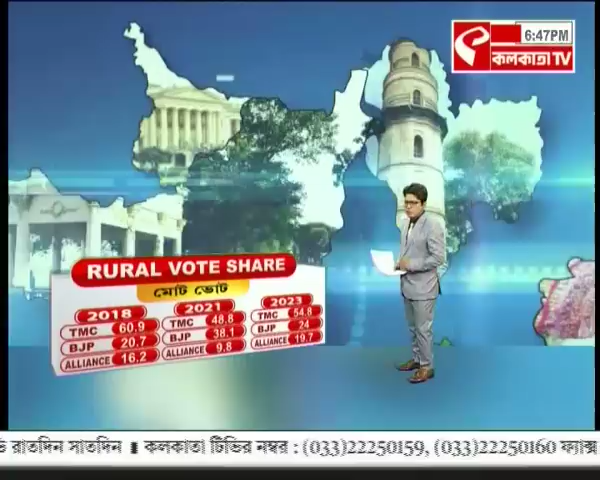 6:47PM
কলকাতা TV
RURAL VOTE SHARE
মোট ভোট
2018 2021 2023
TMC 60.9 TMC 48.8 TMC 54.8
BJP 20.7 BJP 38.1 BJP 24
ALLIANCE 16.2 ALLIANCE 9.8 ALLIANCE 19.7
রাতদিন সাতদিন ∎ কলকাতা টিভির নম্বর : (033)22250159, (033)22250160 ফ্যাক্স